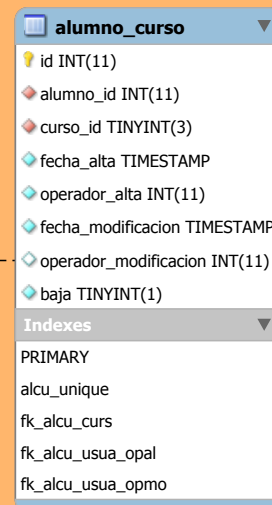 alumno_curso
id INT(11)
alumno_id INT(11)
curso_id TINYINT(3)
fecha_alta TIMESTAMP
operador_alta INT(11)
fecha_modificacion TIMESTAMP
operador_modificacion INT(11)
baja TINYINT(1)
Indexes
PRIMARY
alcu_unique
fk_alcu_curs
fk_alcu_usua_opal
fk_alcu_usua_opmo